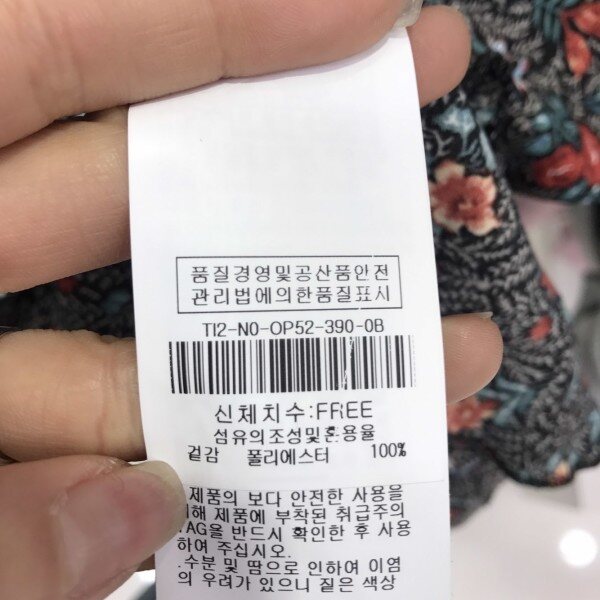 품질경영및공산품안전
관리법에의한품질표시
TI2-NO-OP52-390-0B
신체치수:FREE
섬유의조성및혼용율
겉감 폴리에스터 100%
제품의 보다 안전한 사용을
해 제품에 부착된 취급주의
AG을 반드시 확인한 후 사용
하여 주십시오.
.수분 및 땀으로 인하여 이염
의 우려가 있으니 짙은 색상